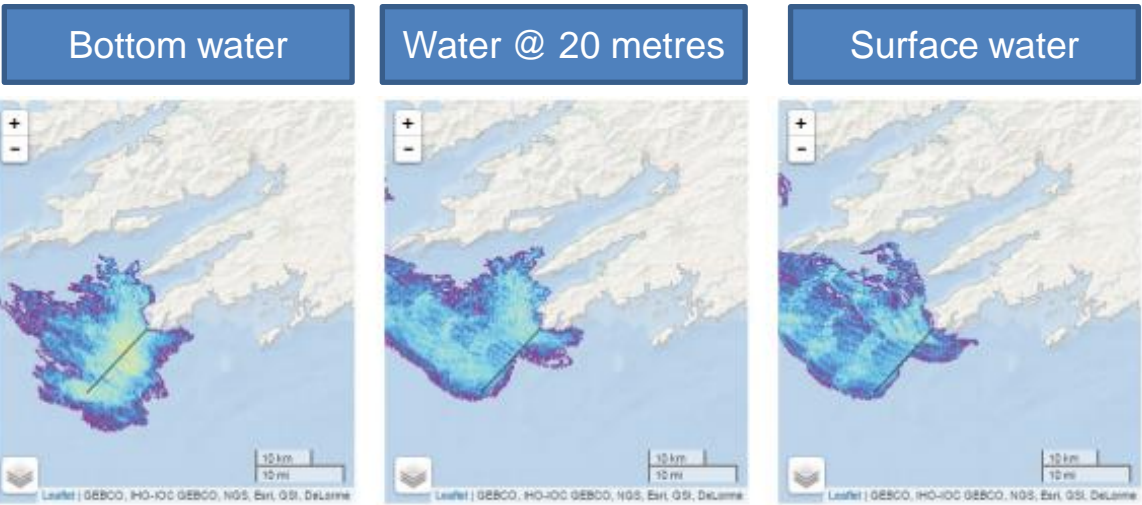 Bottom water
Water @ 20 metres
Surface water
+
-
10 km
10 mi
Leaflet | GEBCO, IHO-IOC GEBCO, NGS, Esri, GSI, DeLorme
+
-
10 km
10 mi
Leaflet | GEBCO, IHO-IOC GEBCO, NGS, Esri, GSI, DeLorme
+
-
10 km
10 mi
Leaflet | GEBCO, IHO-IOC GEBCO, NGS, Esri, GSI, DeLorme